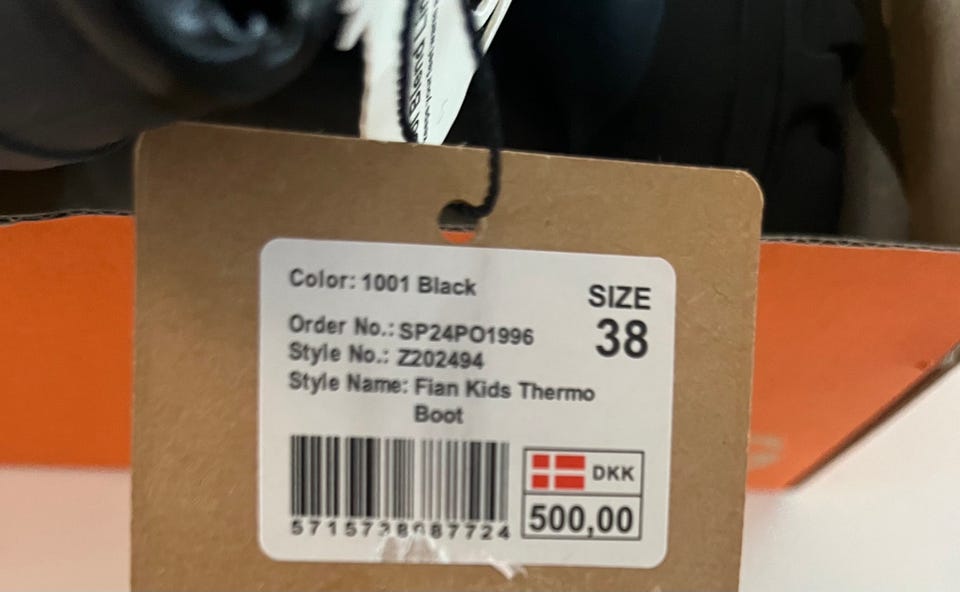 Color: 1001 Black
SIZE
38
Order No.: SP24PO1996
Style No.: Z202494
Style Name: Fian Kids Thermo
Boot
DKK
500,00